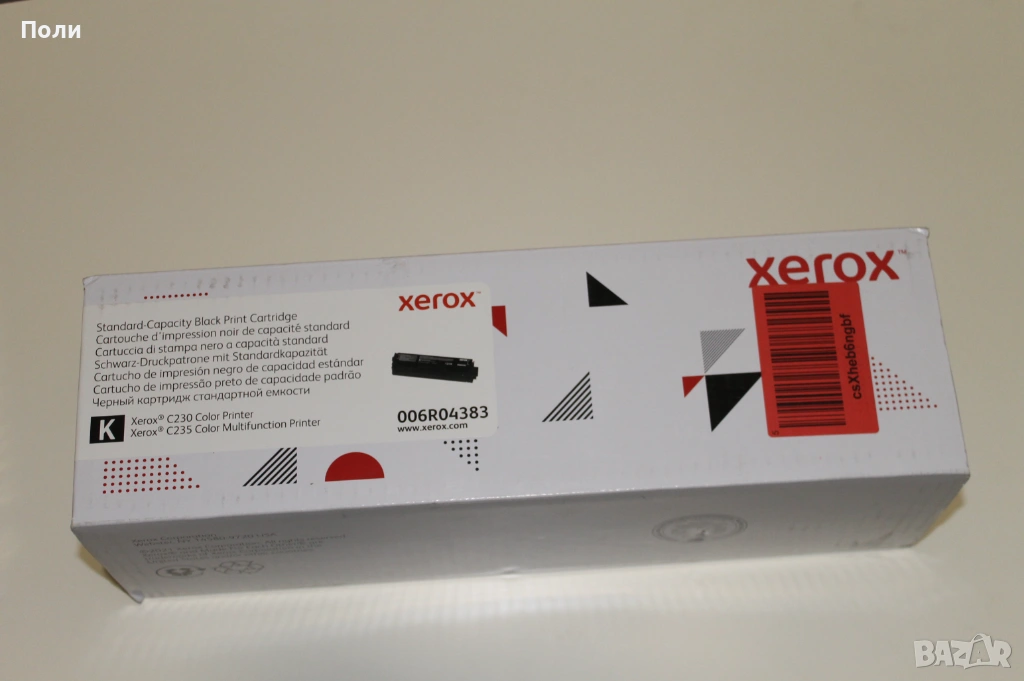 Поли
xerox™
xerox™
Standard-Capacity Black Print Cartridge
Cartouche d'impression noir de capacité standard
Cartuccia di stampa nero a capacità standard
Schwarz-Druckpatrone mit Standardkapazität
Cartucho de impresión negro de capacidad estándar
Cartucho de impressão preto de capacidade padrão
Черный картридж стандартной емкости
K
Xerox® C230 Color Printer
Xerox® C235 Color Multifunction Printer
006R04383
www.xerox.com
csXheb6ngbf
BAZAR